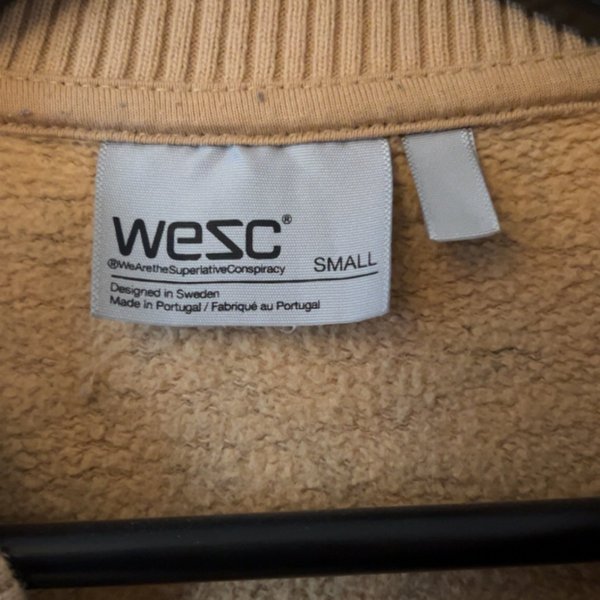 wesc®
®WeAretheSuperlativeConspiracy
SMALL
Designed in Sweden
Made in Portugal / Fabriqué au Portugal